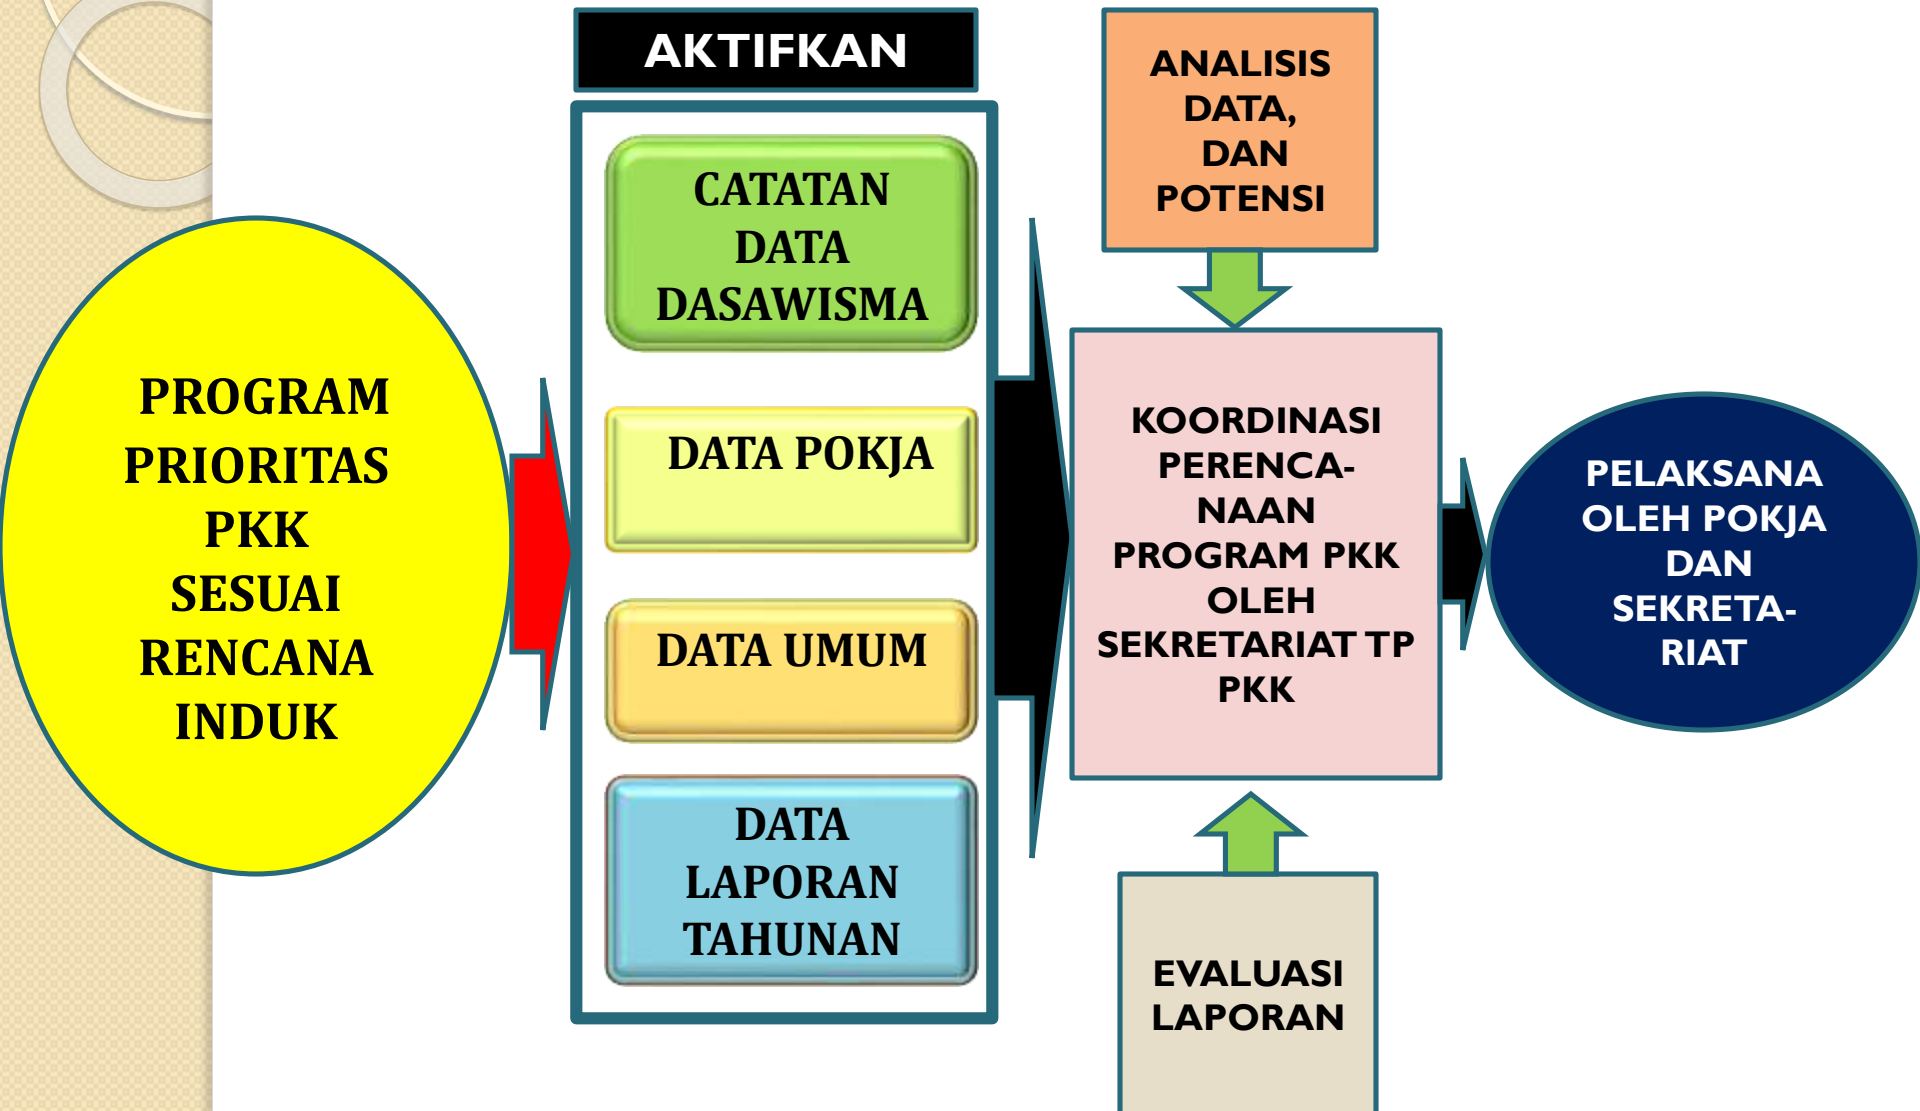 PROGRAM
PRIORITAS
PKK
SESUAI
RENCANA
INDUK
AKTIFKAN
CATATAN
DATA
DASAWISMA
DATA POKJA
DATA UMUM
DATA
LAPORAN
TAHUNAN
ANALISIS
DATA,
DAN
POTENSI
KOORDINASI
PERENCA-
NAAN
PROGRAM PKK
OLEH
SEKRETARIAT TP
PKK
EVALUASI
LAPORAN
PELAKSANA
OLEH POKJA
DAN
SEKRETA-
RIAT